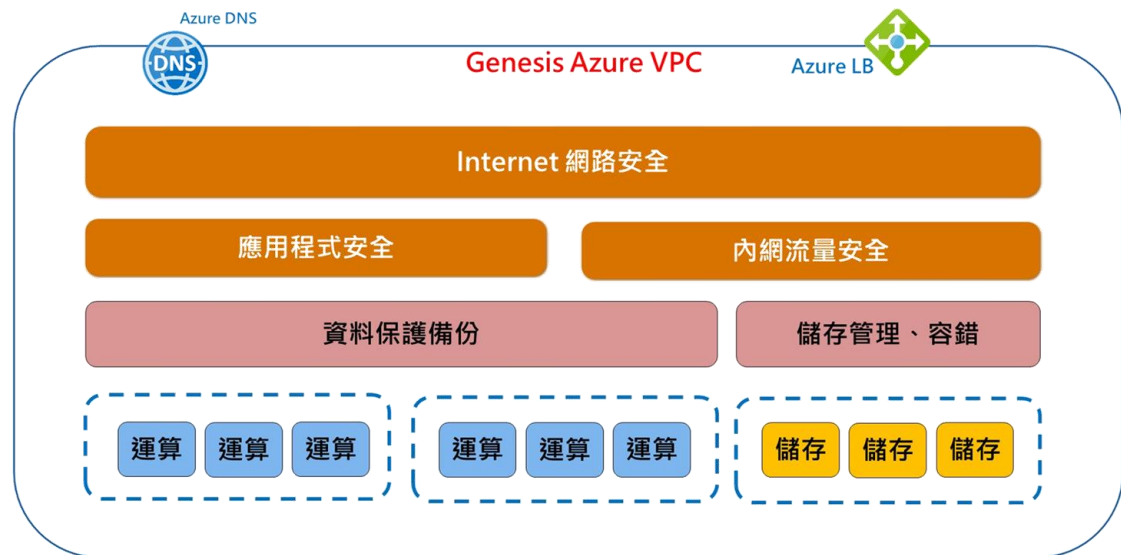 Azure DNS
DNS
Genesis Azure VPC
Azure LB
Internet 網路安全
應用程式安全
內網流量安全
資料保護備份
儲存管理、容錯
運算
運算
運算
運算
運算
運算
儲存
儲存
儲存